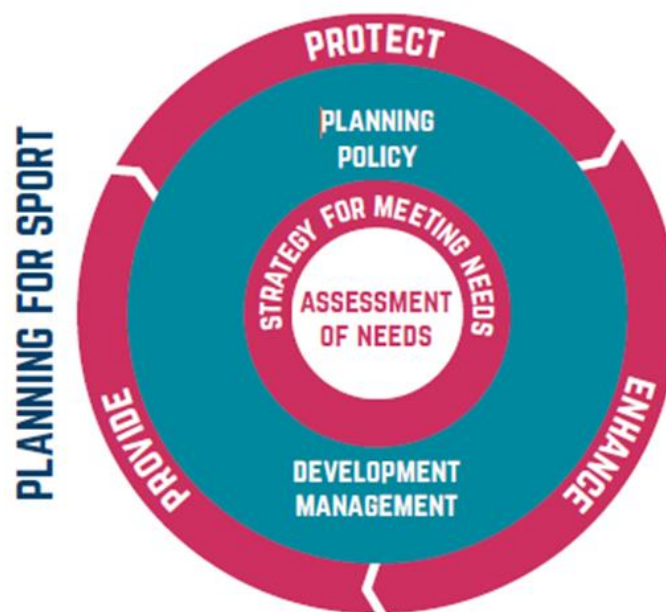 PLANNING FOR SPORT
PROTECT
PLANNING
POLICY
STRATEGY FOR MEETING NEEDS
ASSESSMENT
OF NEEDS
DEVELOPMENT
MANAGEMENT
PROVIDE
ENHANCE